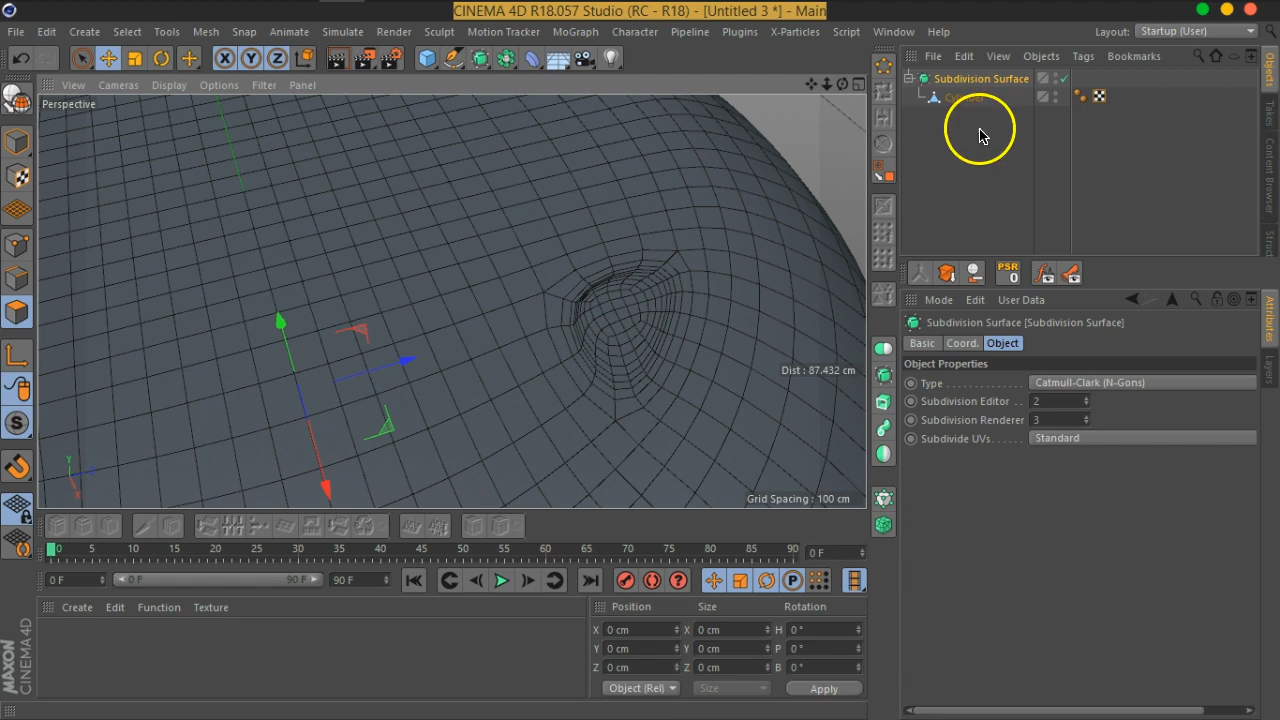 CINEMA 4D R18.057 Studio (RC - R18) - [Untitled 3 *] - Main
File Edit Create Select Tools Mesh Snap Animate Simulate Render Sculpt Motion Tracker MoGraph Character Pipeline Plugins X-Particles Script Window Help Layout: Startup (User)
X Y Z
PSR
0
View Cameras Display Options Filter Panel
Perspective
Dist : 87.432 cm
Grid Spacing : 100 cm
Y
X
File Edit View Objects Tags Bookmarks
Subdivision Surface
Objects
Takes
Content Browser
Mode Edit User Data
Subdivision Surface [Subdivision Surface]
Basic Coord. Object
Object Properties
Type Catmull-Clark (N-Gons)
Subdivision Editor 2
Subdivision Renderer 3
Subdivide UVs Standard
Attributes
Layers
0 5 10 15 20 25 30 35 40 45 50 55 60 65 70 75 80 85 90 0 F
0 F 0 F 90 F 90 F
P
Create Edit Function Texture
Position Size Rotation
X 0 cm X 0 cm H 0 °
Y 0 cm Y 0 cm P 0 °
Z 0 cm Z 0 cm B 0 °
Object (Rel) Size Apply
MAXON
CINEMA 4D